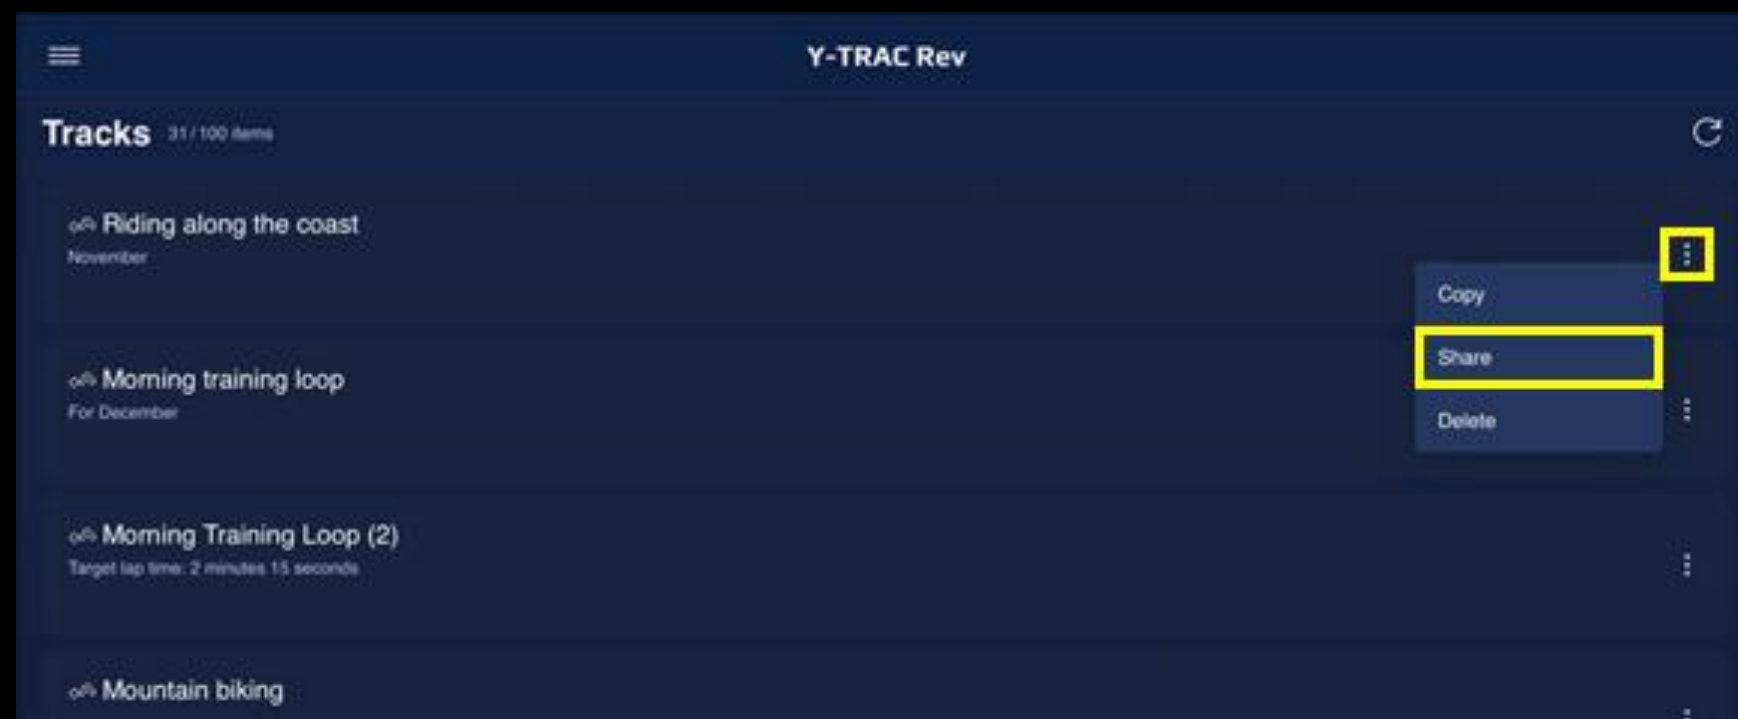 Y-TRAC Rev
Tracks 31/100 items
Riding along the coast
November
Copy
Share
Delete
Morning training loop
For December
Morning Training Loop (2)
Target lap time: 2 minutes 15 seconds
Mountain biking